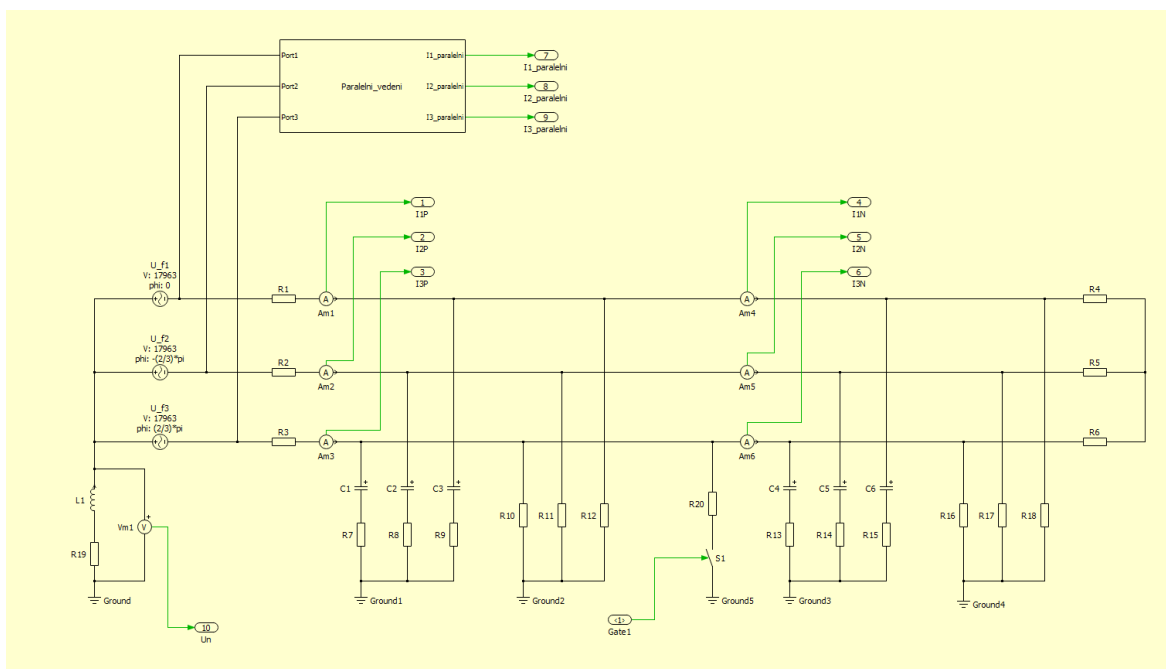 Port1 I1_paralelni 7
I1_paralelni
Port2 Paralelni_vedeni I2_paralelni 8
I2_paralelni
Port3 I3_paralelni 9
I3_paralelni
1 4
I1P I1N
2 5
I2P I2N
3 6
I3P I3N
U_f1
V: 17963
phi: 0
R1 R4
Am1 Am4
U_f2
V: 17963
phi: -(2/3)*pi
R2 R5
Am2 Am5
U_f3
V: 17963
phi: (2/3)*pi
R3 R6
Am3 Am6
L1 C1 C2 C3 R20 C4 C5 C6
Vm1 V R10 R11 R12 R16 R17 R18
R19 R7 R8 R9 S1 R13 R14 R15
Ground Ground1 Ground2 Ground5 Ground3 Ground4
10 <1>
Un Gate1
A
A
A
A
A
A